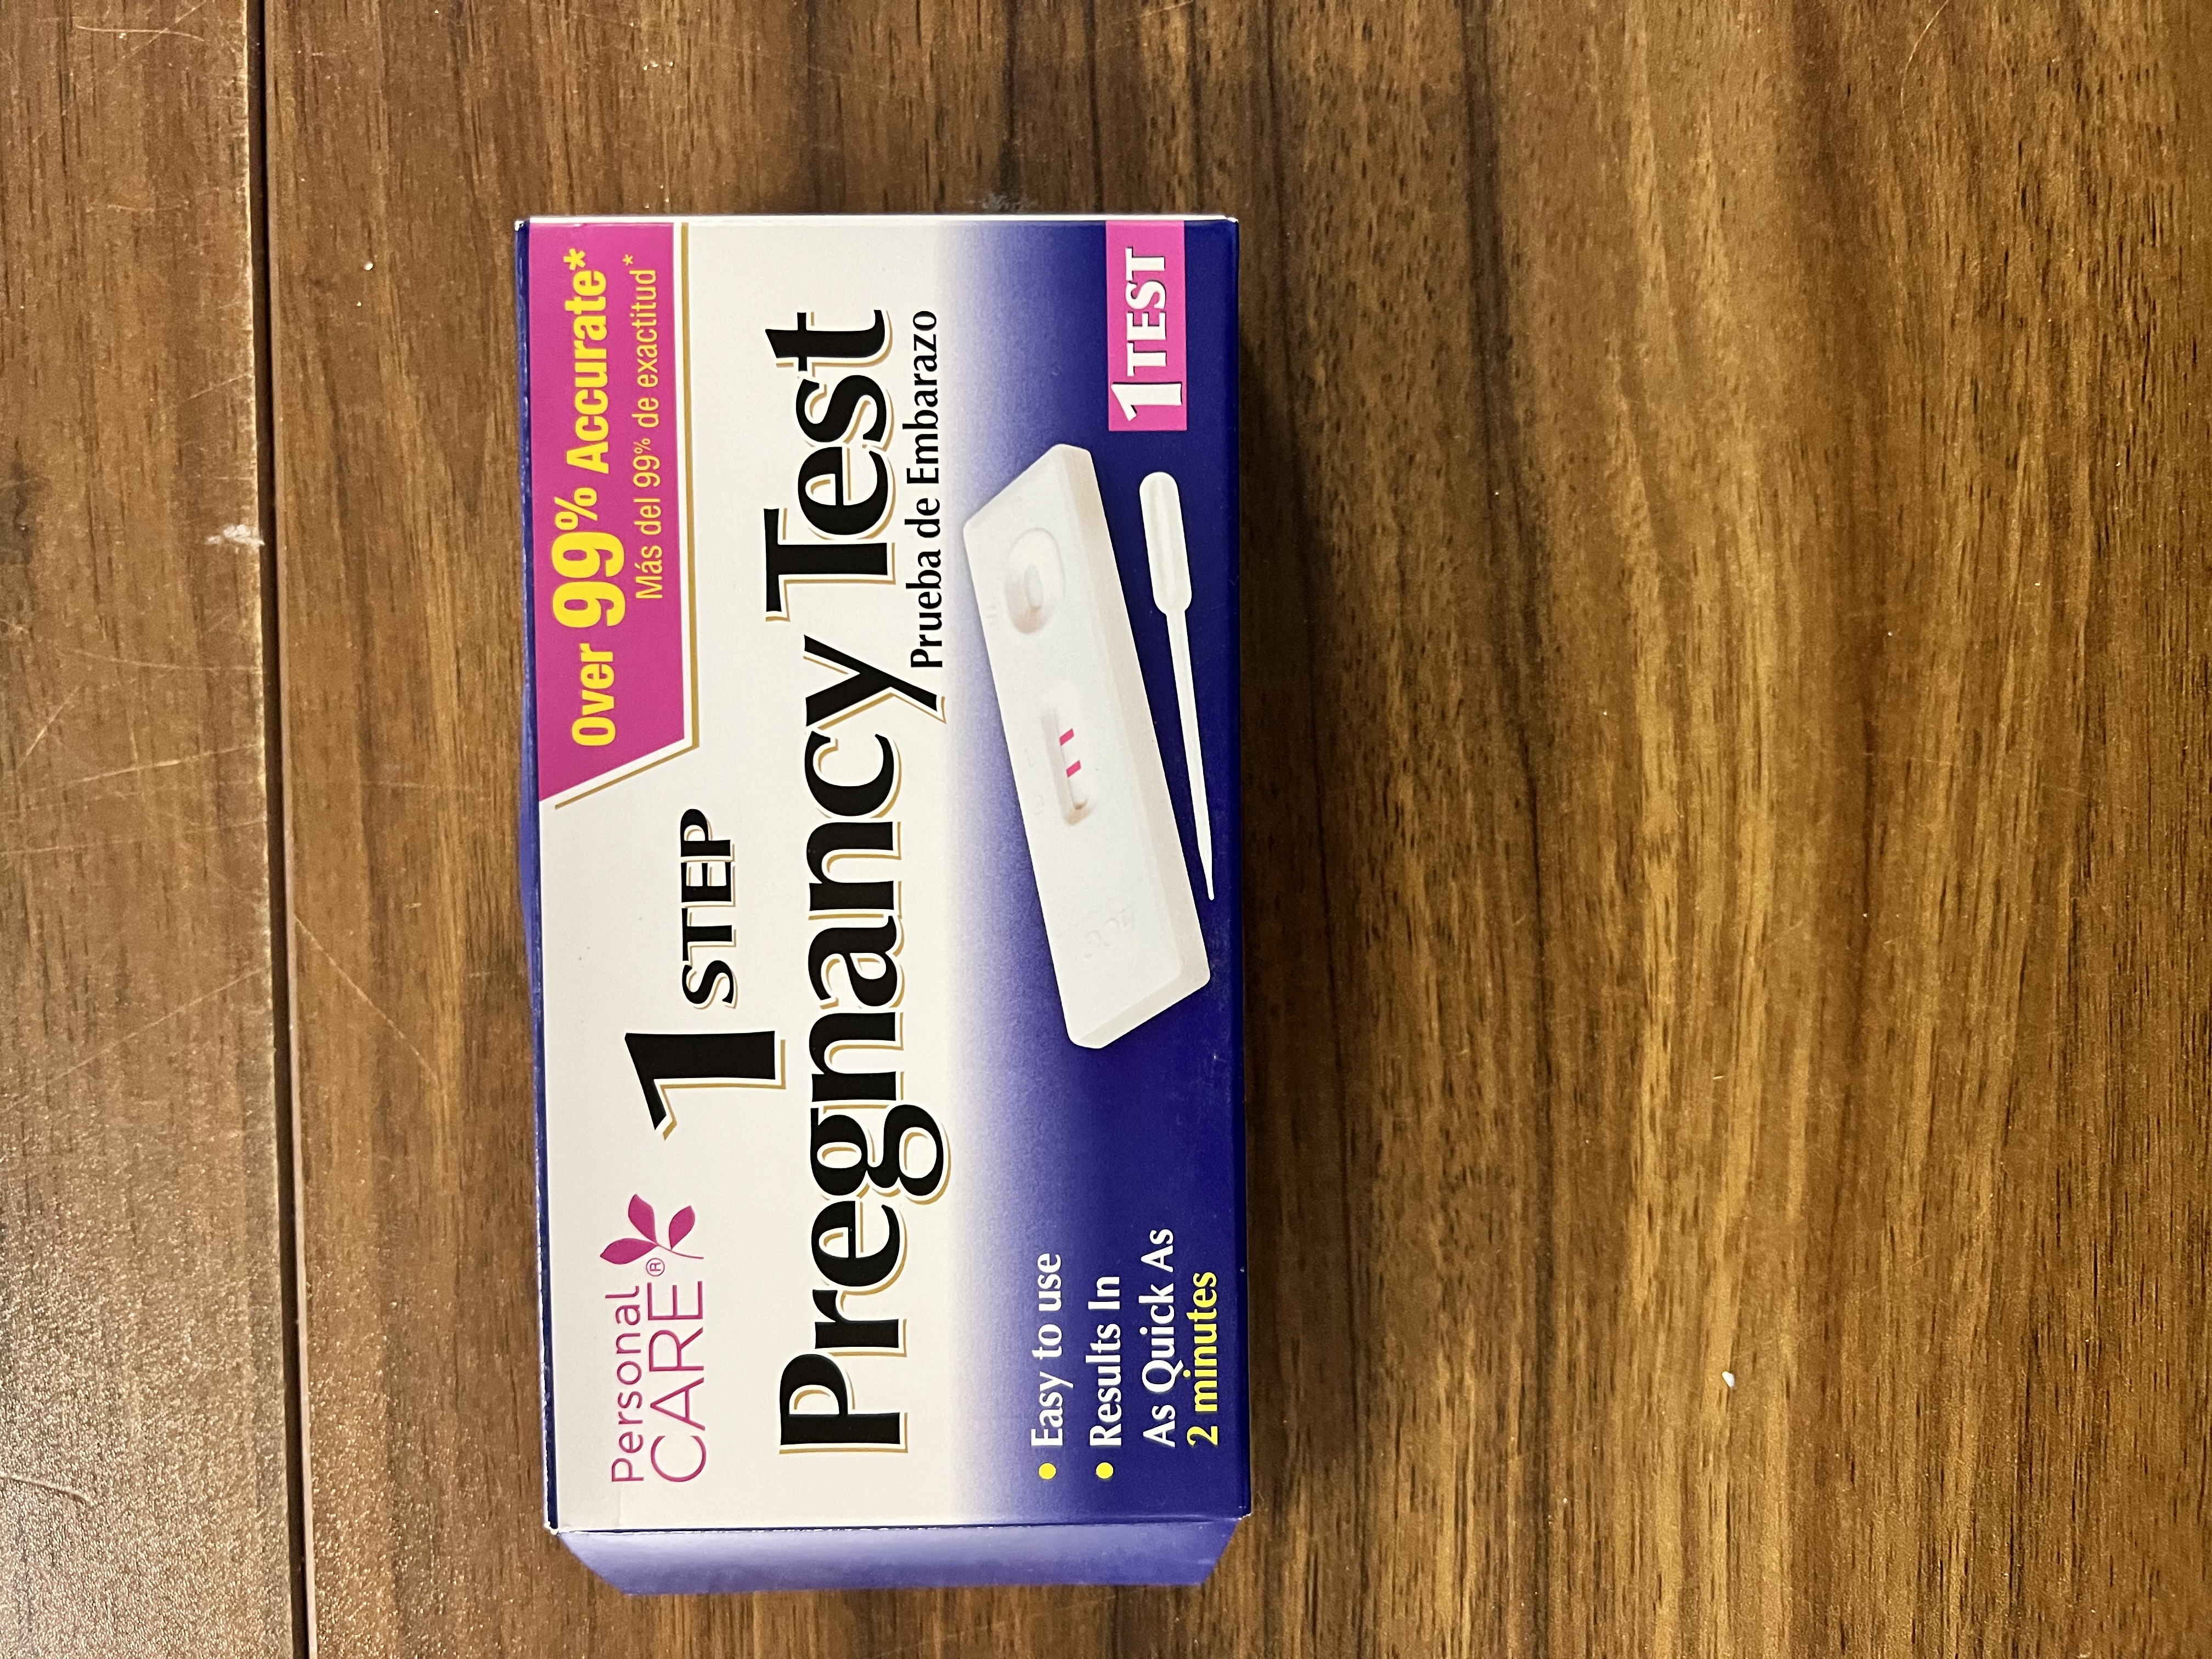 Personal
CARE®
Over 99% Accurate*
Más del 99% de exactitud*
1 STEP
Pregnancy Test
Prueba de Embarazo
• Easy to use
• Results In
As Quick As
2 minutes
1 TEST